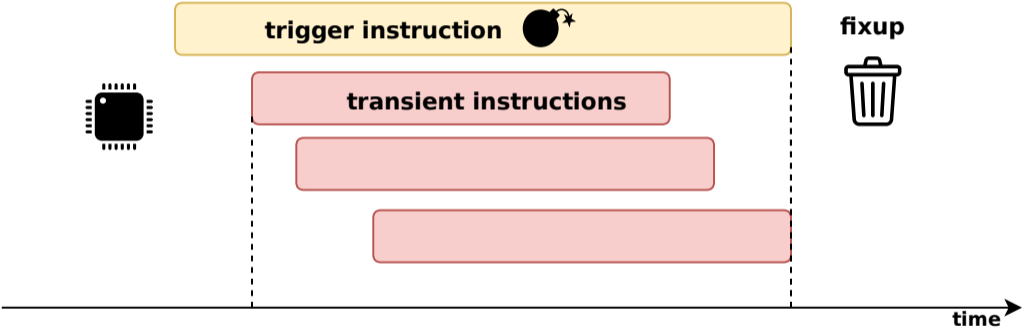 trigger instruction
fixup
transient instructions
time